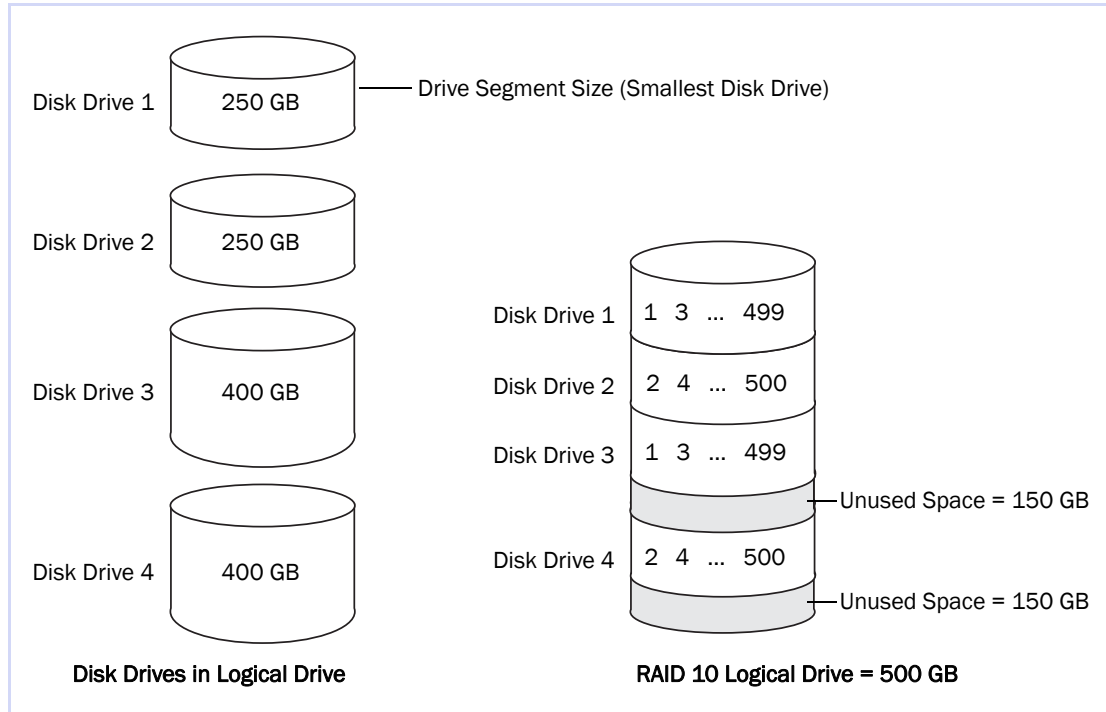 Disk Drive 1
250 GB
Drive Segment Size (Smallest Disk Drive)
Disk Drive 2
250 GB
Disk Drive 3
400 GB
Disk Drive 4
400 GB
Disk Drives in Logical Drive
Disk Drive 1
1 3 ... 499
Disk Drive 2
2 4 ... 500
Disk Drive 3
1 3 ... 499
Unused Space = 150 GB
Disk Drive 4
2 4 ... 500
Unused Space = 150 GB
RAID 10 Logical Drive = 500 GB